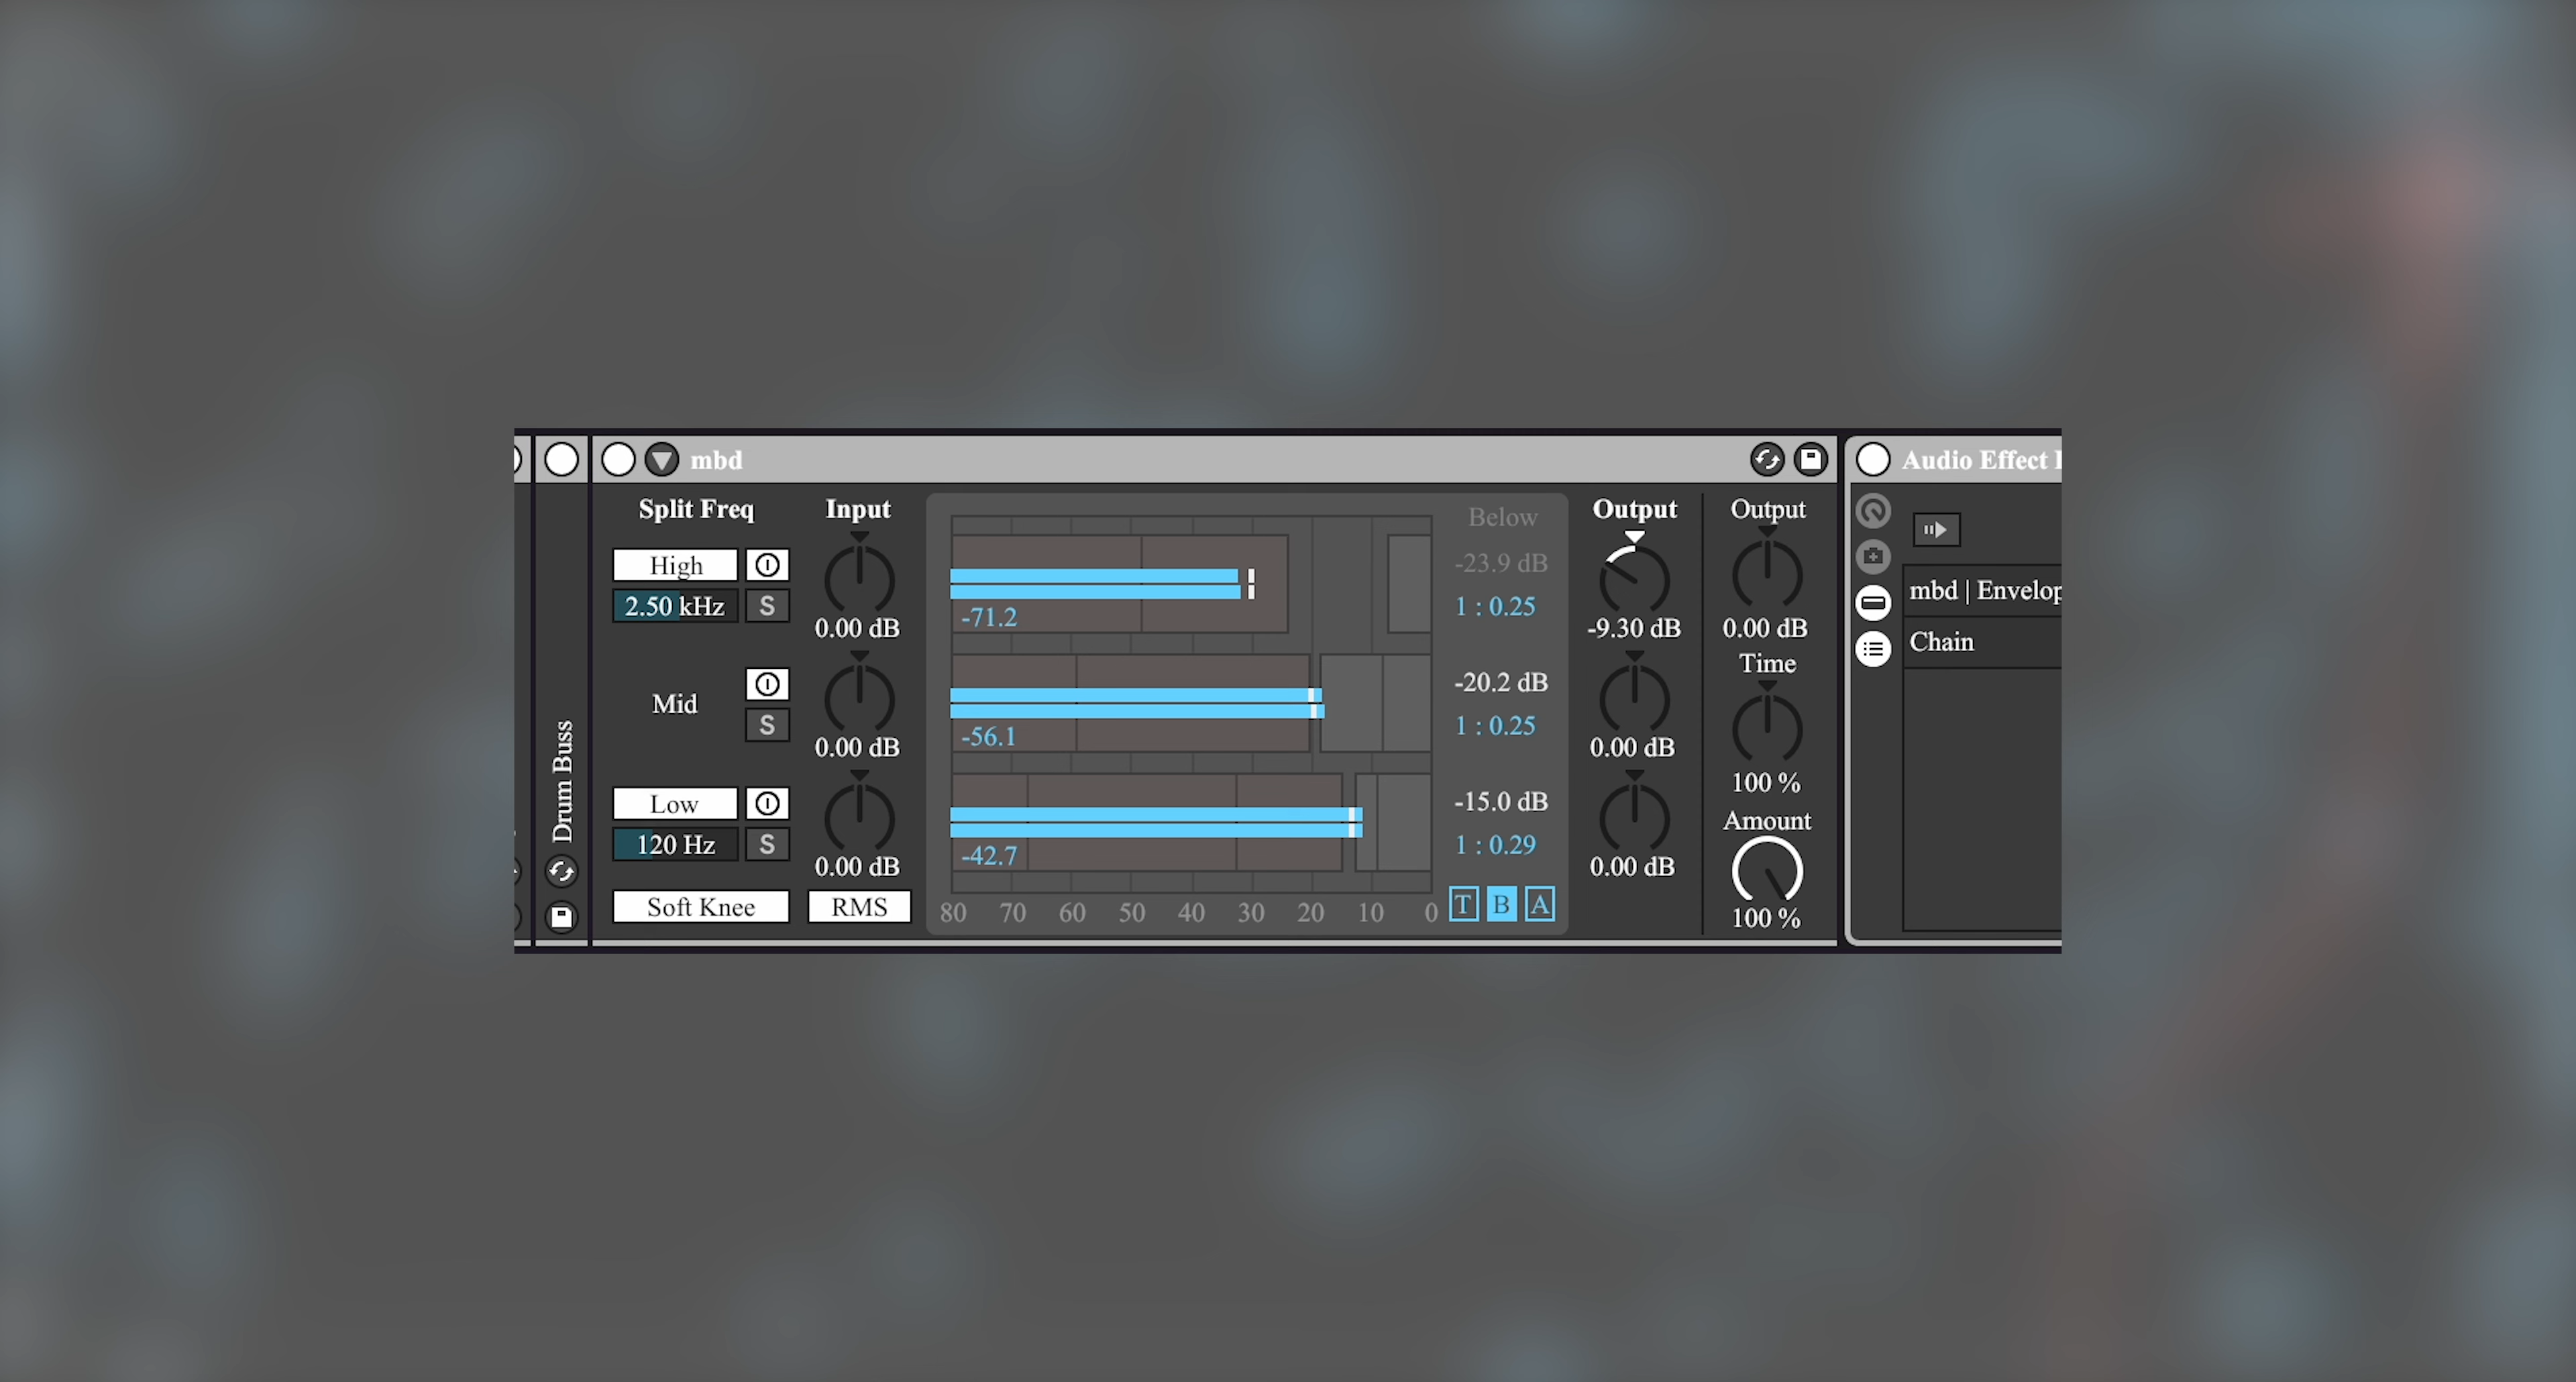 mbd
Audio Effect
Split Freq
Input
Below
Output
Output
High
2.50 kHz
S
0.00 dB
-71.2
-23.9 dB
1 : 0.25
-9.30 dB
0.00 dB
mbd | Envelop
Chain
Time
Mid
S
0.00 dB
-56.1
-20.2 dB
1 : 0.25
0.00 dB
100 %
Drum Buss
Low
120 Hz
S
0.00 dB
-42.7
-15.0 dB
1 : 0.29
0.00 dB
Amount
100 %
Soft Knee
RMS
80 70 60 50 40 30 20 10 0
T B A